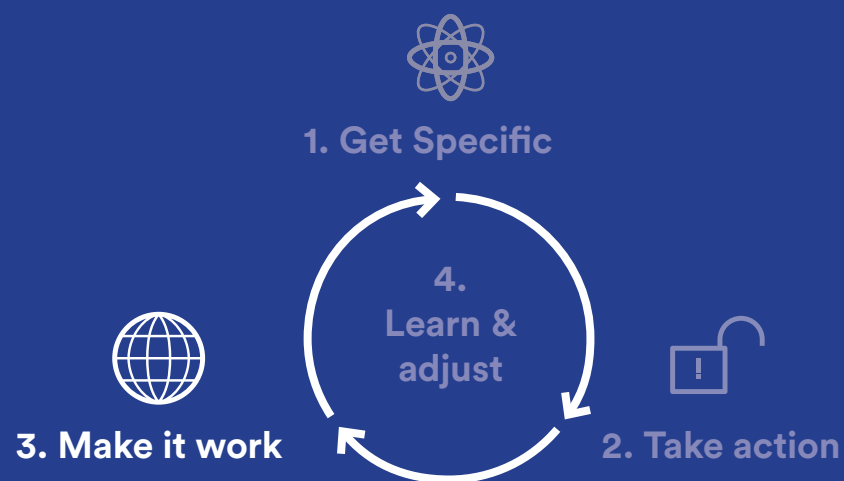 1. Get Specific
4.
Learn &
adjust
!
3. Make it work
2. Take action